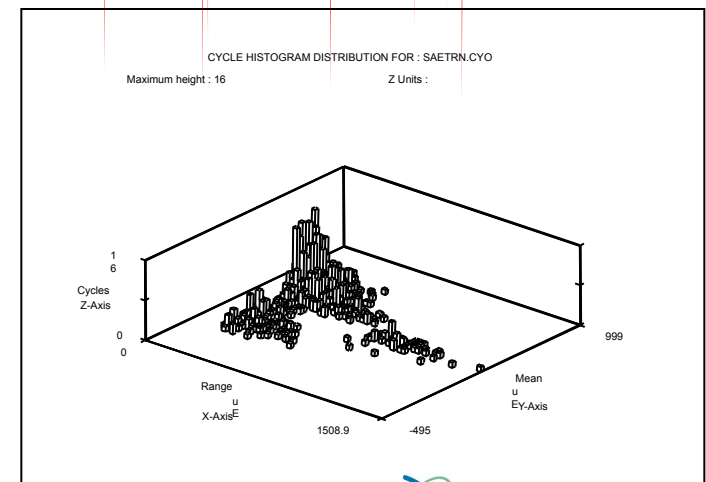 CYCLE HISTOGRAM DISTRIBUTION FOR : SAETRN.CYO
Maximum height : 16
Z Units :
1
6
Cycles
Z-Axis
0
0
999
Range
u
E
X-Axis
Mean
u
E
Y-Axis
1508.9
-495